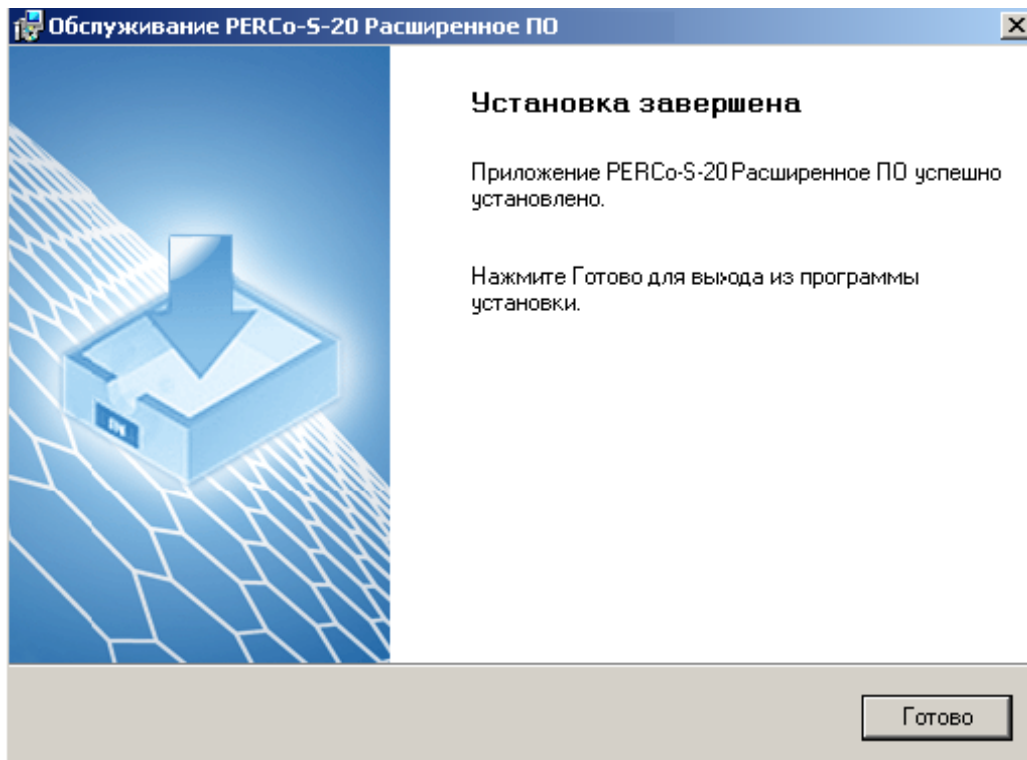 Обслуживание PERCo-S-20 Расширенное ПО
Установка завершена
Приложение PERCo-S-20 Расширенное ПО успешно
установлено.
Нажмите Готово для выхода из программы
установки.
Готово